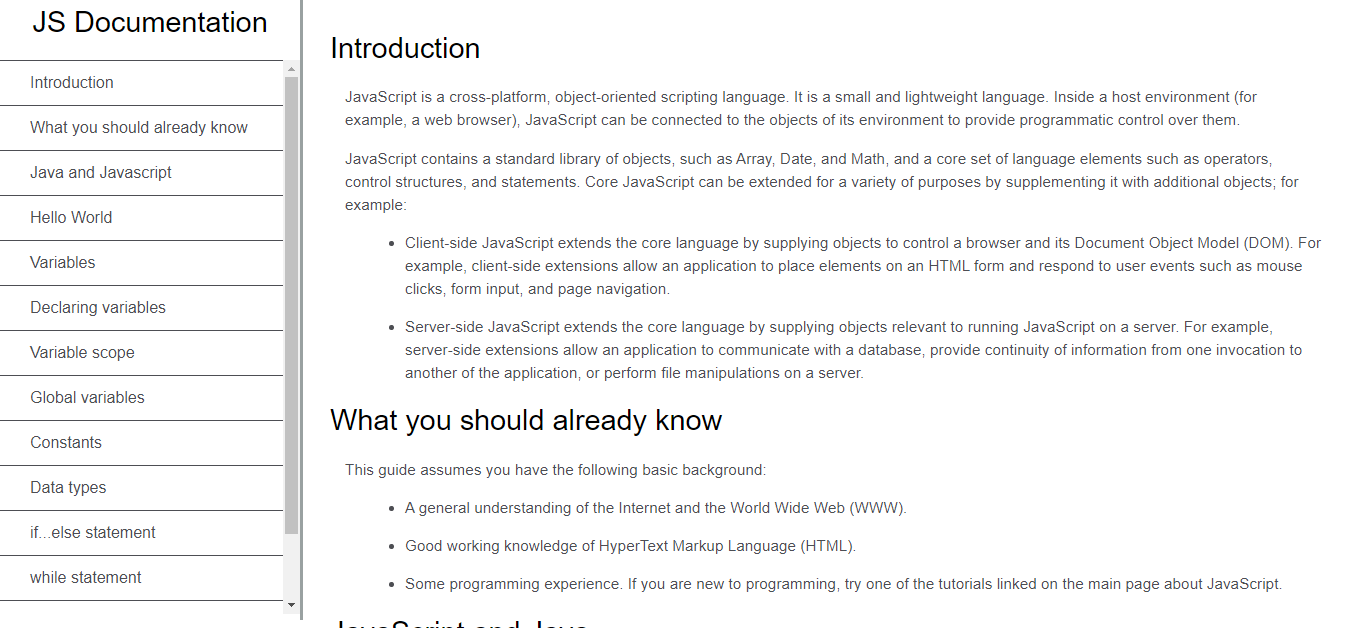 JS Documentation
Introduction
What you should already know
Java and Javascript
Hello World
Variables
Declaring variables
Variable scope
Global variables
Constants
Data types
if...else statement
while statement
Introduction
JavaScript is a cross-platform, object-oriented scripting language. It is a small and lightweight language. Inside a host environment (for
example, a web browser), JavaScript can be connected to the objects of its environment to provide programmatic control over them.
JavaScript contains a standard library of objects, such as Array, Date, and Math, and a core set of language elements such as operators,
control structures, and statements. Core JavaScript can be extended for a variety of purposes by supplementing it with additional objects; for
example:
• Client-side JavaScript extends the core language by supplying objects to control a browser and its Document Object Model (DOM). For
example, client-side extensions allow an application to place elements on an HTML form and respond to user events such as mouse
clicks, form input, and page navigation.
• Server-side JavaScript extends the core language by supplying objects relevant to running JavaScript on a server. For example,
server-side extensions allow an application to communicate with a database, provide continuity of information from one invocation to
another of the application, or perform file manipulations on a server.
What you should already know
This guide assumes you have the following basic background:
• A general understanding of the Internet and the World Wide Web (WWW).
• Good working knowledge of HyperText Markup Language (HTML).
• Some programming experience. If you are new to programming, try one of the tutorials linked on the main page about JavaScript.
JavaScript and Java